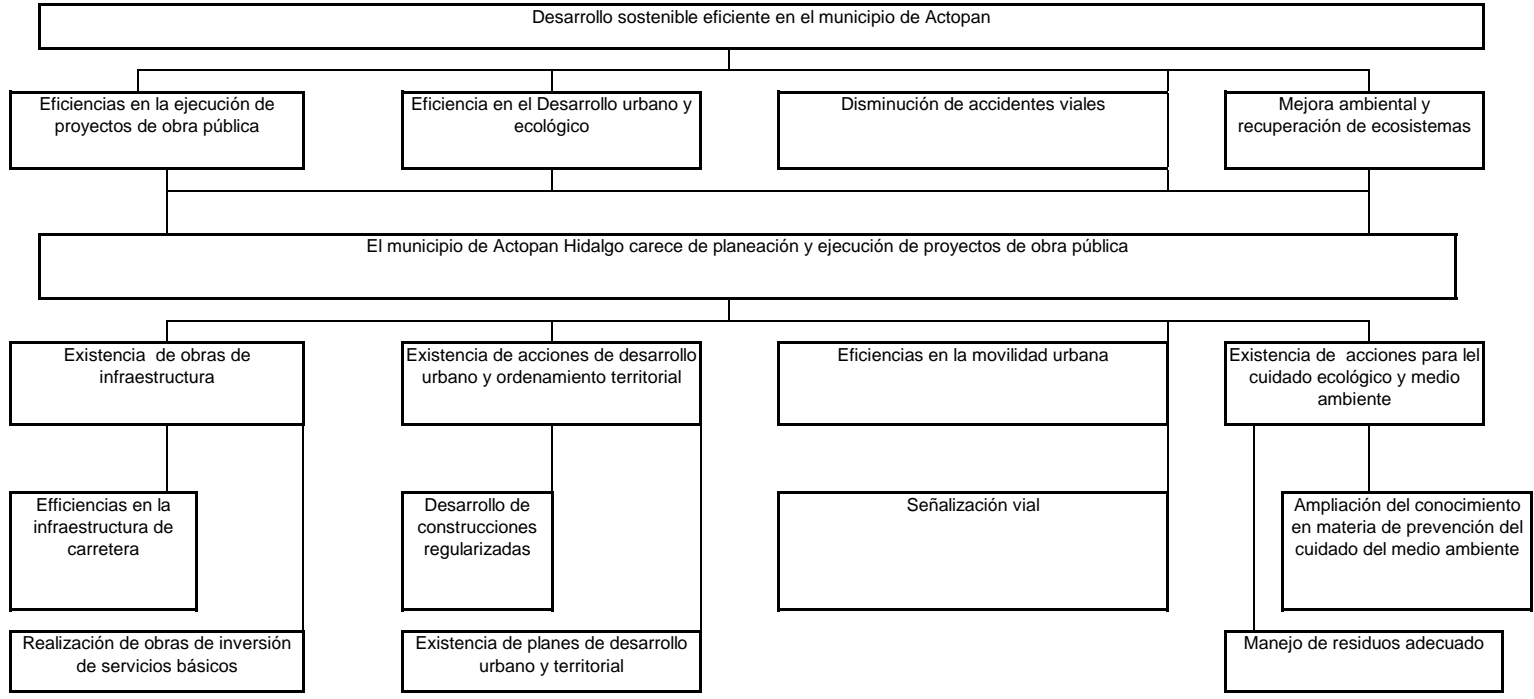 Desarrollo sostenible eficiente en el municipio de Actopan
Eficiencias en la ejecución de
proyectos de obra pública
Eficiencia en el Desarrollo urbano y
ecológico
Disminución de accidentes viales
Mejora ambiental y
recuperación de ecosistemas
El municipio de Actopan Hidalgo carece de planeación y ejecución de proyectos de obra pública
Existencia de obras de
infraestructura
Existencia de acciones de desarrollo
urbano y ordenamiento territorial
Eficiencias en la movilidad urbana
Existencia de acciones para lel
cuidado ecológico y medio
ambiente
Efficiencias en la
infraestructura de
carretera
Desarrollo de
construcciones
regularizadas
Señalización vial
Ampliación del conocimiento
en materia de prevención del
cuidado del medio ambiente
Realización de obras de inversión
de servicios básicos
Existencia de planes de desarrollo
urbano y territorial
Manejo de residuos adecuado